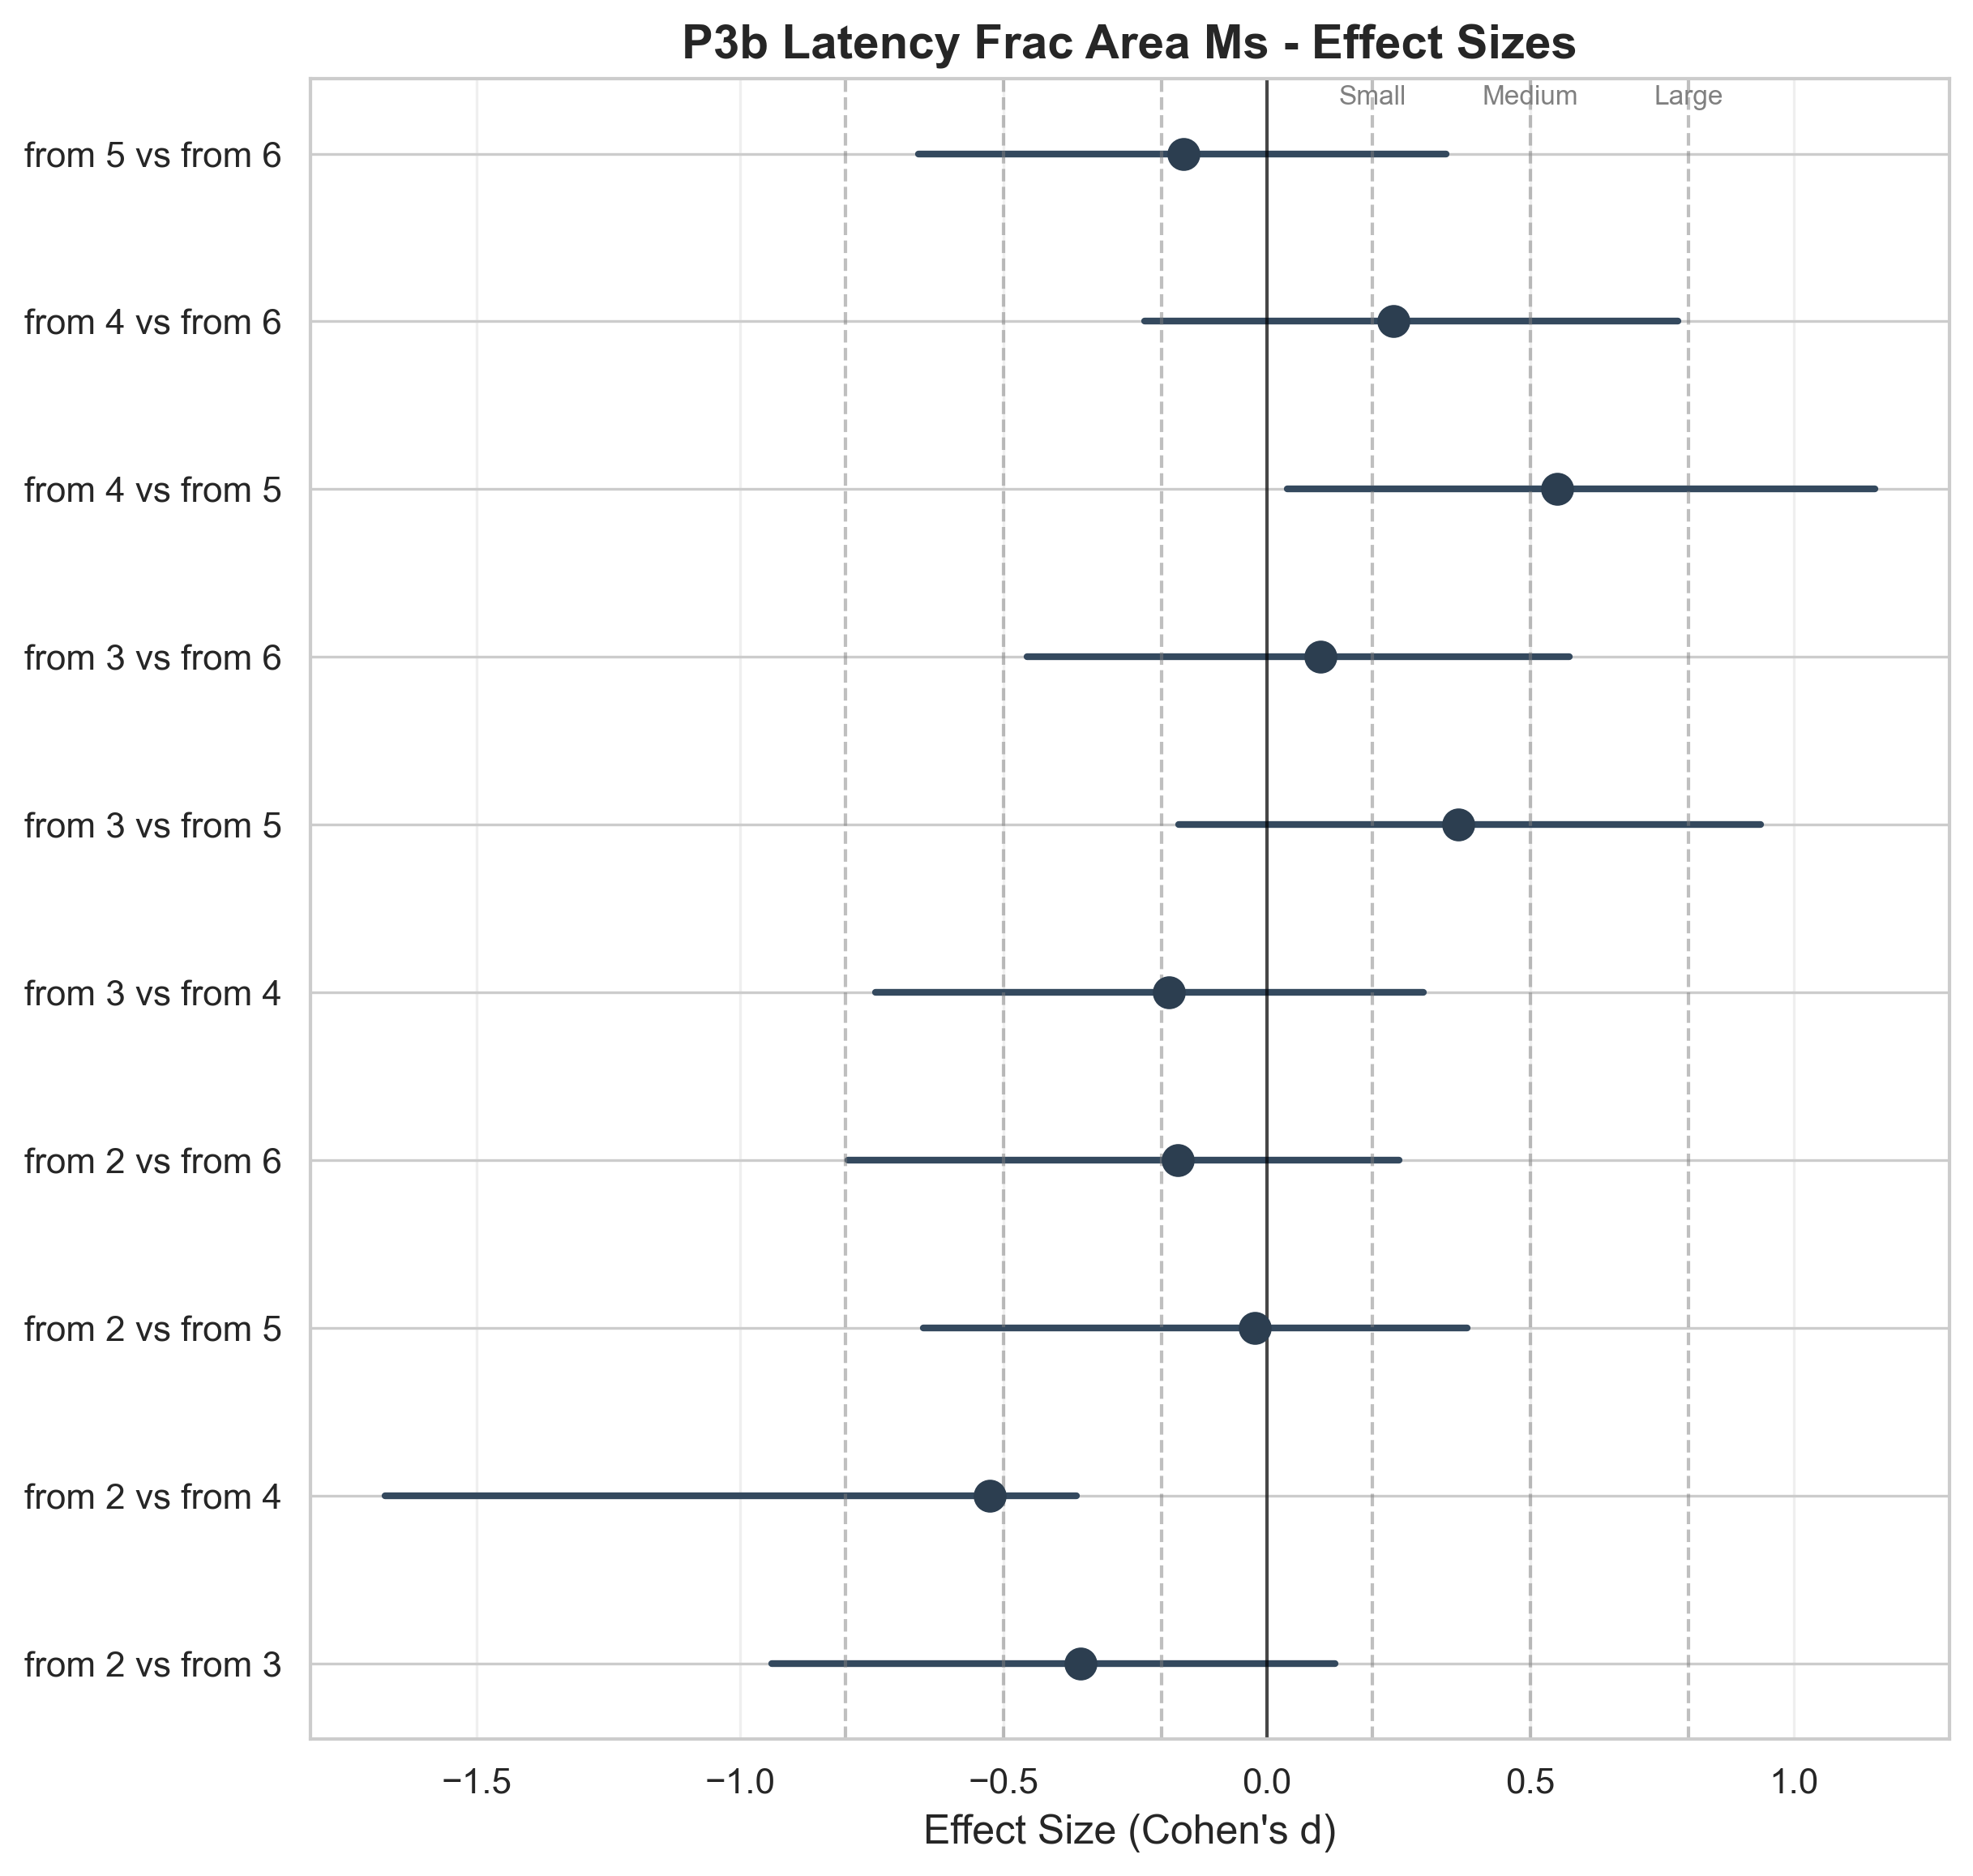 P3b Latency Frac Area Ms - Effect Sizes
Small Medium Large
from 5 vs from 6
from 4 vs from 6
from 4 vs from 5
from 3 vs from 6
from 3 vs from 5
from 3 vs from 4
from 2 vs from 6
from 2 vs from 5
from 2 vs from 4
from 2 vs from 3
−1.5 −1.0 −0.5 0.0 0.5 1.0
Effect Size (Cohen's d)